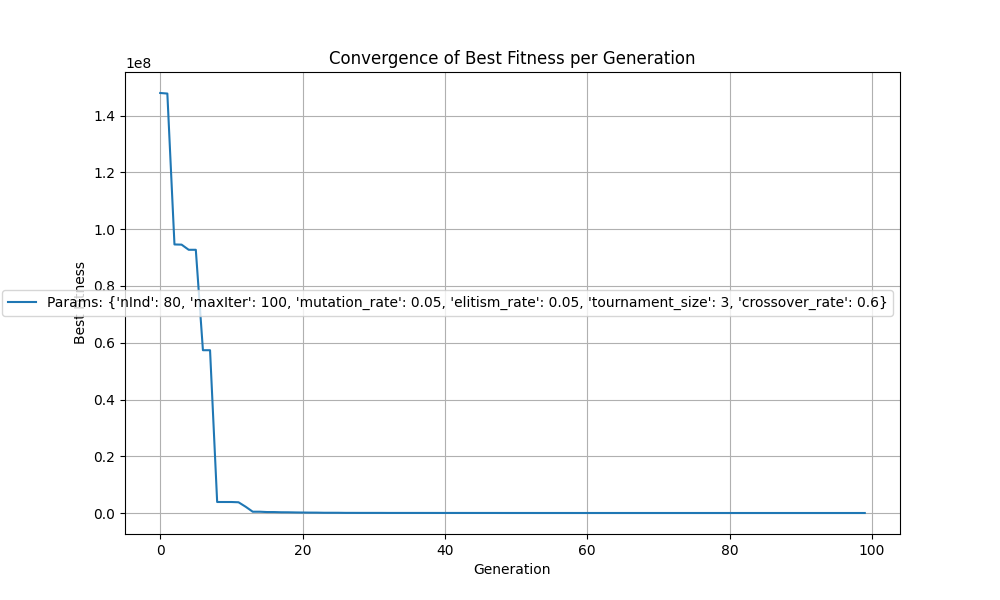 Convergence of Best Fitness per Generation
1e8
1.4
1.2
1.0
0.8
Params: {'nInd': 80, 'maxIter': 100, 'mutation_rate': 0.05, 'elitism_rate': 0.05, 'tournament_size': 3, 'crossover_rate': 0.6}
Best Fitness
0.6
0.4
0.2
0.0
0 20 40 60 80 100
Generation